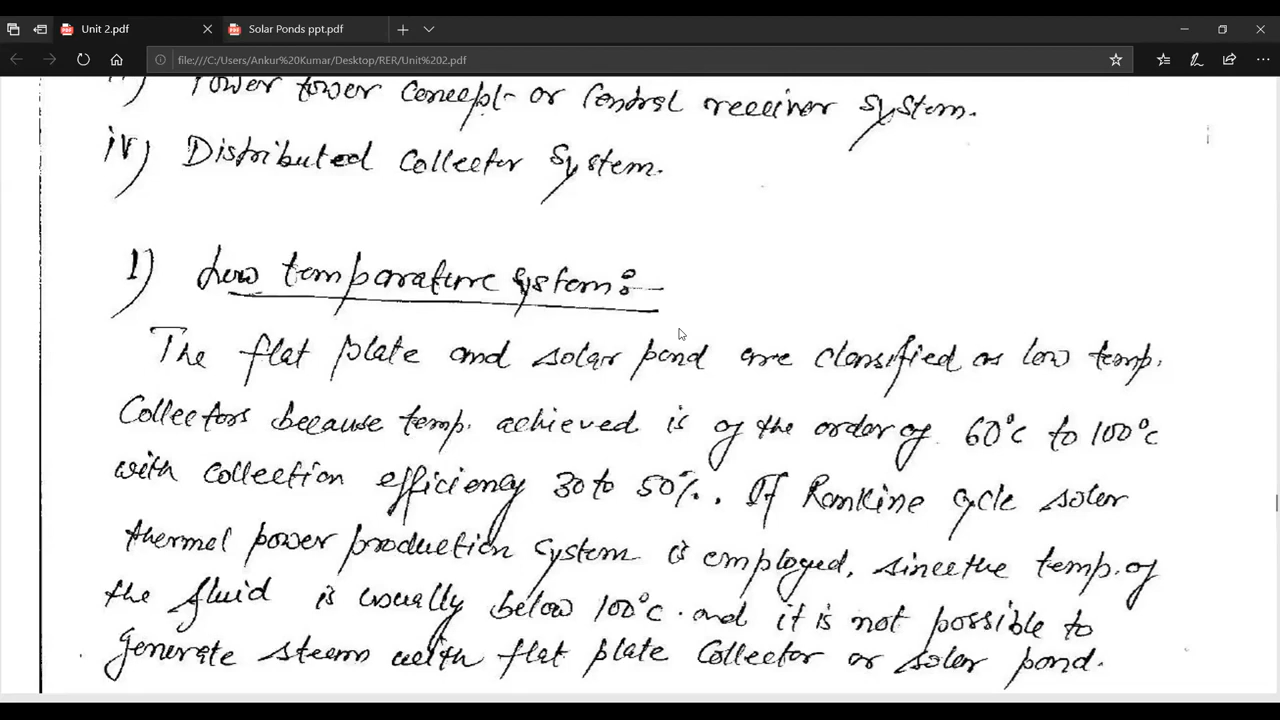 Unit 2.pdf
Solar Ponds ppt.pdf
file:///C:/Users/Ankur%20Kumar/Desktop/RER/Unit%202.pdf
Power tower Concept or Central receiver system.
iv) Distributed Collector System.
1) Low temperature system:-
The flat plate and solar pond are classified as low temp.
Collectors because temp. achieved is of the order of 60°C to 100°C
with collection efficiency 30 to 50%. If Rankine cycle solar
thermal power production system is employed, since the temp. of
the fluid is usually below 100°C. and it is not possible to
generate steam with flat plate Collector or solar pond.